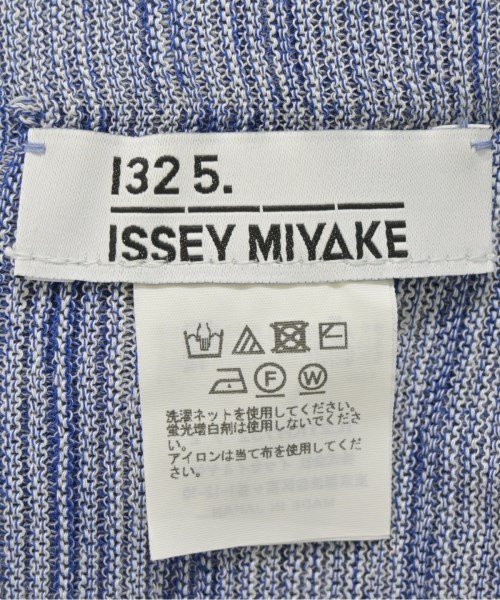 132 5.
ISSEY MIYAKE
F W
洗濯ネットを使用してください。
蛍光増白剤は使用しないでくだ
さい。
アイロンは当て布を使用してくだ
さい。